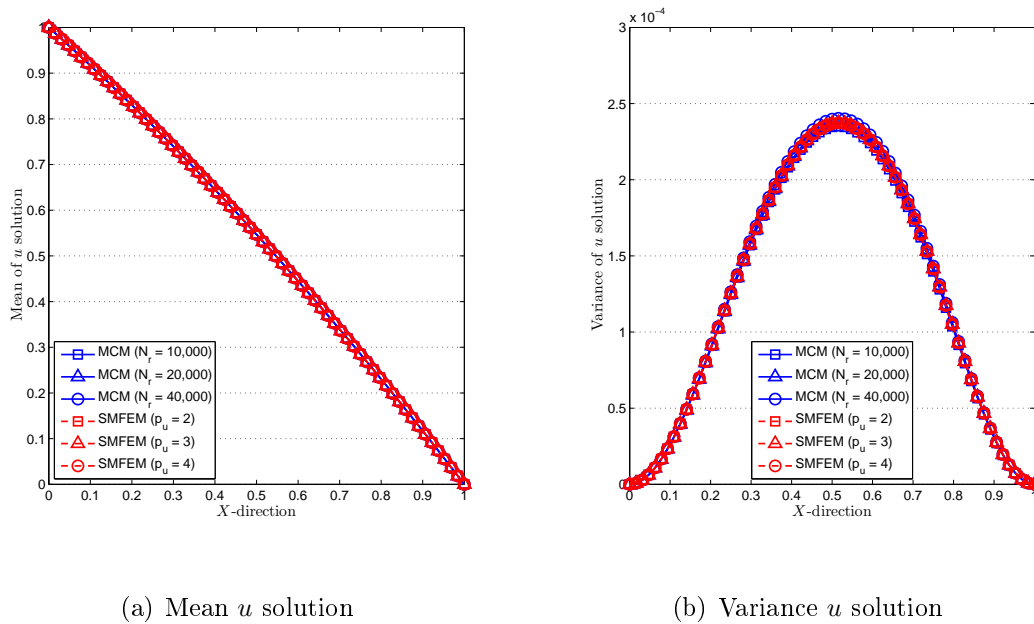 1
0.9
0.8
0.7
0.6
0.5
0.4
0.3
0.2
0.1
0
Mean of u solution
MCM (N_r = 10,000)
MCM (N_r = 20,000)
MCM (N_r = 40,000)
SMFEM (p_u = 2)
SMFEM (p_u = 3)
SMFEM (p_u = 4)
0 0.1 0.2 0.3 0.4 0.5 0.6 0.7 0.8 0.9 1
X-direction
(a) Mean u solution
3 x 10^-4
2.5
2
1.5
1
0.5
0
Variance of u solution
MCM (N_r = 10,000)
MCM (N_r = 20,000)
MCM (N_r = 40,000)
SMFEM (p_u = 2)
SMFEM (p_u = 3)
SMFEM (p_u = 4)
0 0.1 0.2 0.3 0.4 0.5 0.6 0.7 0.8 0.9 1
X-direction
(b) Variance u solution